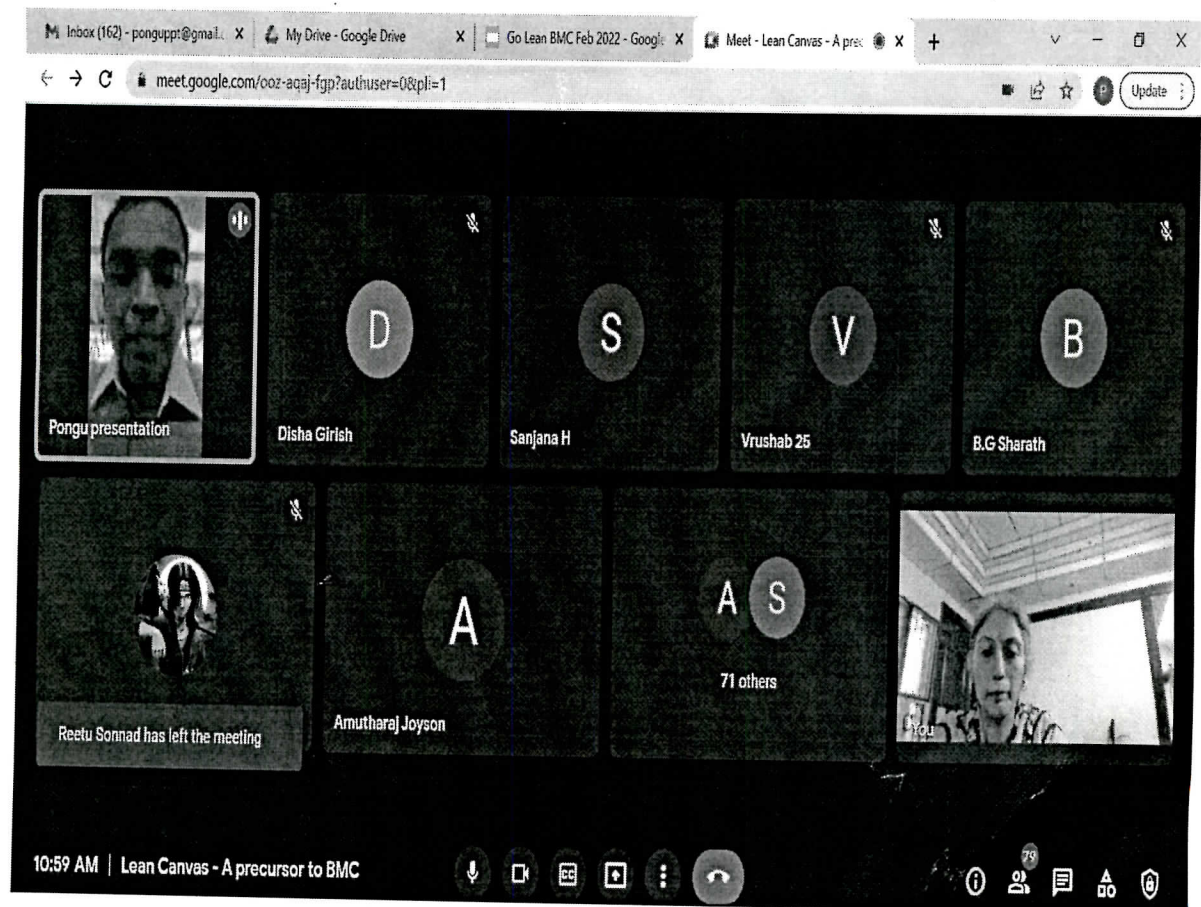 Inbox (162) - ponguppt@gmail.c
My Drive - Google Drive
Go Lean BMC Feb 2022 - Google
Meet - Lean Canvas - A prec
meet.google.com/ooz-aqaj-fgp?authuser=0&pli=1
P
Update
D
S
V
B
Pongu presentation
Disha Girish
Sanjana H
Vrushab 25
B.G Sharath
A
A S
71 others
Reetu Sonnad has left the meeting
Amutharaj Joyson
You
10:59 AM | Lean Canvas - A precursor to BMC
CC
79